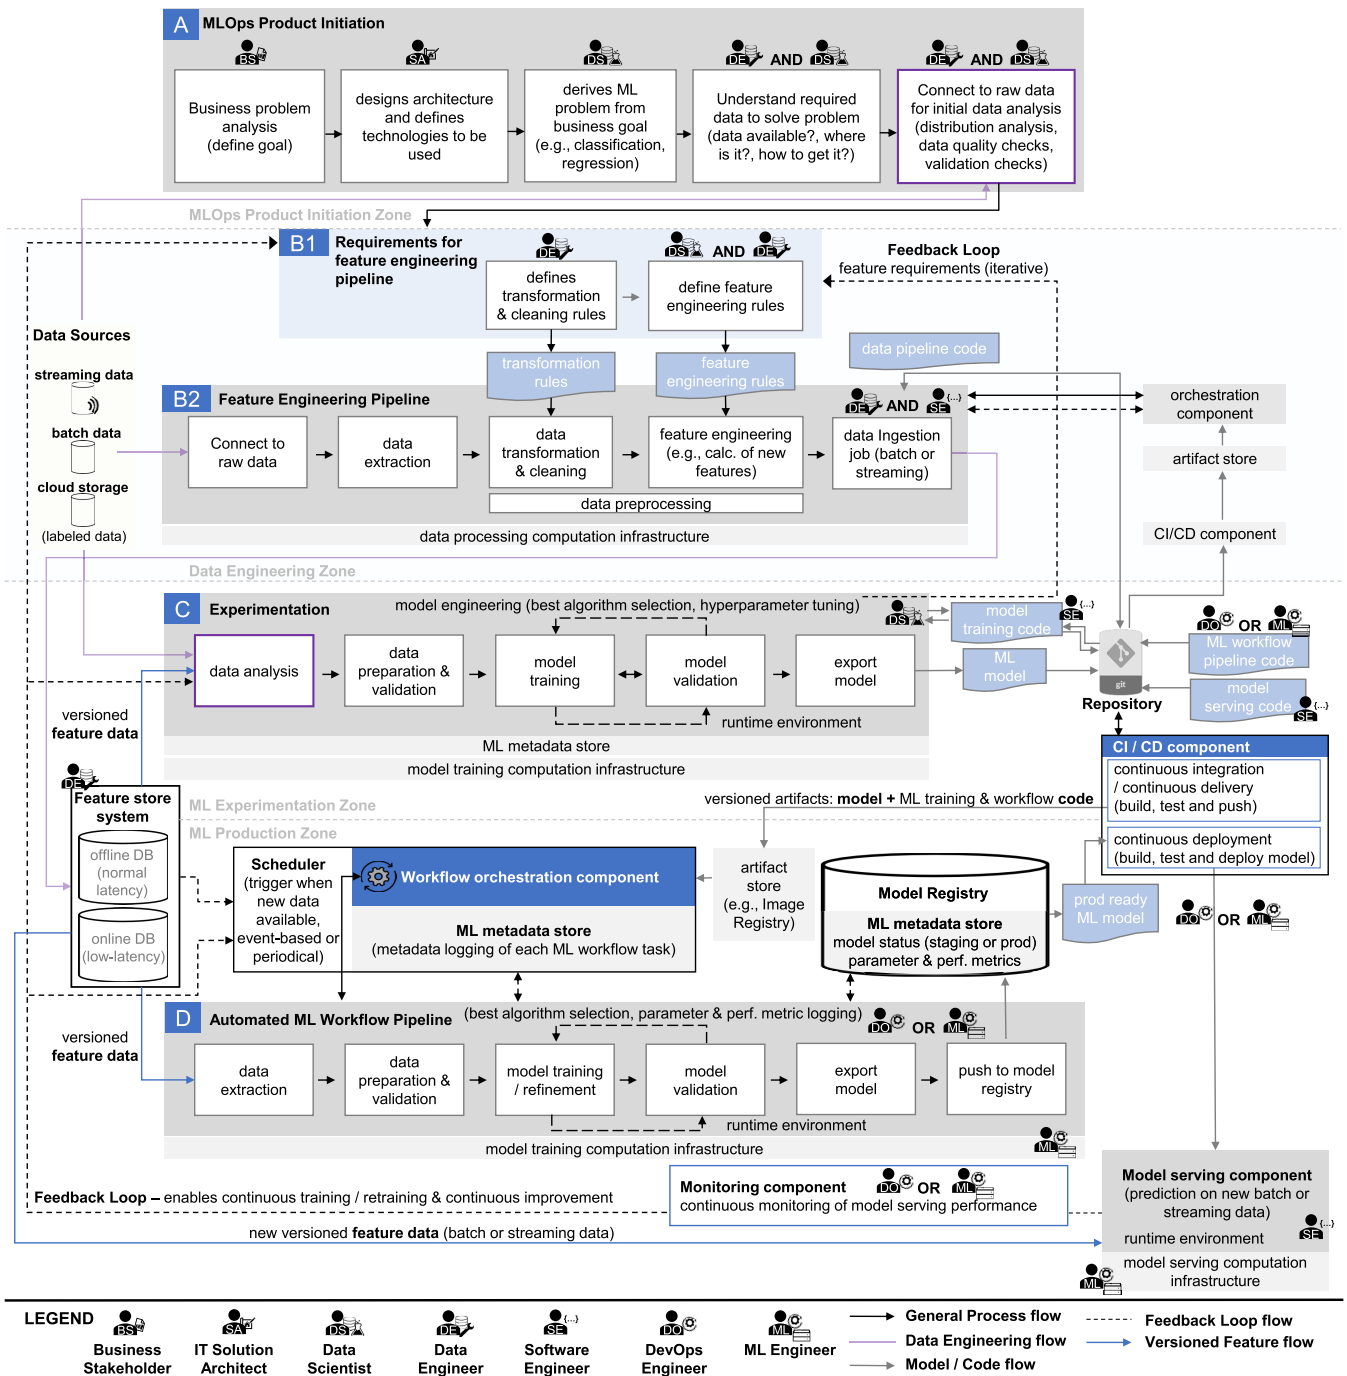 A MLOps Product Initiation
BS
SA
DS
DE AND DS
DE AND DS
Business problem
analysis
(define goal)
designs architecture
and defines
technologies to be
used
derives ML
problem from
business goal
(e.g., classification,
regression)
Understand required
data to solve problem
(data available?, where
is it?, how to get it?)
Connect to raw data
for initial data analysis
(distribution analysis,
data quality checks,
validation checks)
MLOps Product Initiation Zone
B1 Requirements for
feature engineering
pipeline
DE
DS AND DE
defines
transformation
& cleaning rules
define feature
engineering rules
Feedback Loop
feature requirements (iterative)
Data Sources
streaming data
batch data
cloud storage
(labeled data)
transformation
rules
feature
engineering rules
data pipeline code
B2 Feature Engineering Pipeline
DE AND SE {...}
Connect to
raw data
data
extraction
data
transformation
& cleaning
feature engineering
(e.g., calc. of new
features)
data Ingestion
job (batch or
streaming)
data preprocessing
data processing computation infrastructure
orchestration
component
artifact store
CI/CD component
Data Engineering Zone
C Experimentation
model engineering (best algorithm selection, hyperparameter tuning)
DS
data analysis
data
preparation &
validation
model
training
model
validation
export
model
runtime environment
ML metadata store
model training computation infrastructure
model
training code
SE {...}
ML
model
DO OR ML
ML workflow
pipeline code
model
serving code
SE {...}
git
Repository
versioned
feature data
DE
Feature store
system
offline DB
(normal
latency)
online DB
(low-latency)
CI / CD component
continuous integration
/ continuous delivery
(build, test and push)
continuous deployment
(build, test and deploy model)
versioned artifacts: model + ML training & workflow code
ML Experimentation Zone
ML Production Zone
Scheduler
(trigger when
new data
available,
event-based or
periodical)
Workflow orchestration component
ML metadata store
(metadata logging of each ML workflow task)
artifact
store
(e.g., Image
Registry)
Model Registry
ML metadata store
model status (staging or prod)
parameter & perf. metrics
prod ready
ML model
DO OR ML
D Automated ML Workflow Pipeline
(best algorithm selection, parameter & perf. metric logging)
DO OR ML
versioned
feature data
data
extraction
data
preparation &
validation
model training
/ refinement
model
validation
export
model
push to model
registry
runtime environment
model training computation infrastructure
ML
Monitoring component
DO OR ML
continuous monitoring of model serving performance
Feedback Loop – enables continuous training / retraining & continuous improvement
new versioned feature data (batch or streaming data)
Model serving component
(prediction on new batch or
streaming data)
runtime environment
SE {...}
model serving computation
infrastructure
ML
LEGEND
BS
Business
Stakeholder
SA
IT Solution
Architect
DS
Data
Scientist
DE
Data
Engineer
SE {...}
Software
Engineer
DO
DevOps
Engineer
ML
ML Engineer
General Process flow
Data Engineering flow
Model / Code flow
Feedback Loop flow
Versioned Feature flow